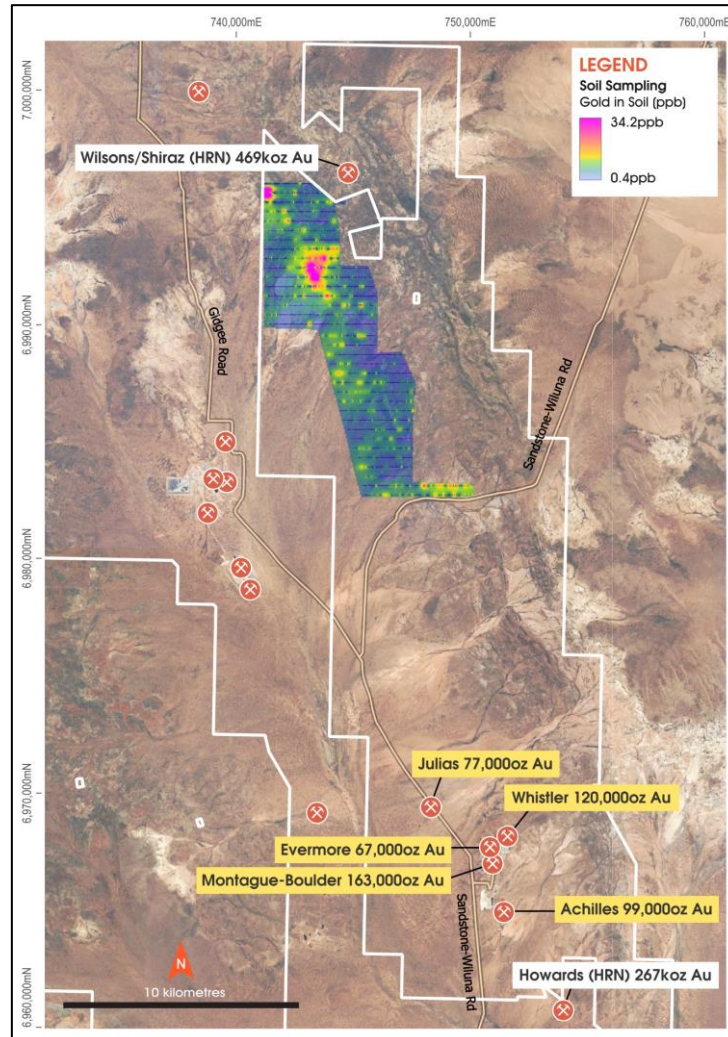 740,000mE
750,000mE
760,000mE
7,000,000mN
6,990,000mN
6,980,000mN
6,970,000mN
6,960,000mN
LEGEND
Soil Sampling
Gold in Soil (ppb)
34.2ppb
0.4ppb
Wilsons/Shiraz (HRN) 469koz Au
Gidgee Road
Sandstone-Wiluna Rd
Julias 77,000oz Au
Whistler 120,000oz Au
Evermore 67,000oz Au
Montague-Boulder 163,000oz Au
Achilles 99,000oz Au
Sandstone-Wiluna Rd
Howards (HRN) 267koz Au
N
10 kilometres